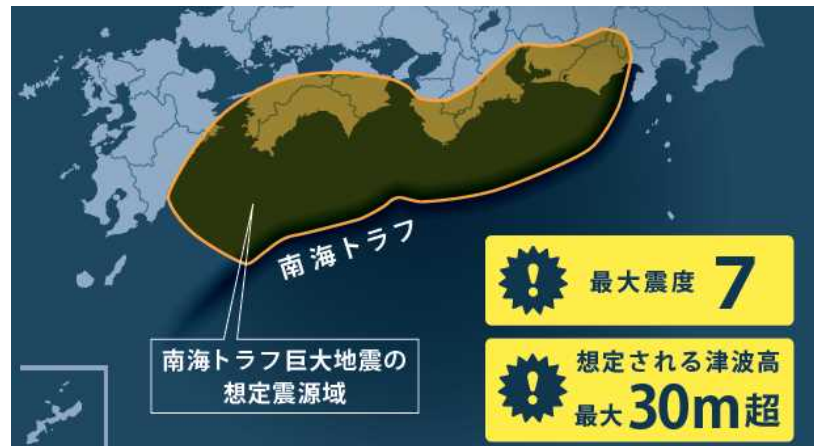 南海トラフ
南海トラフ巨大地震の
想定震源域
最大震度 7
想定される津波高
最大30m超